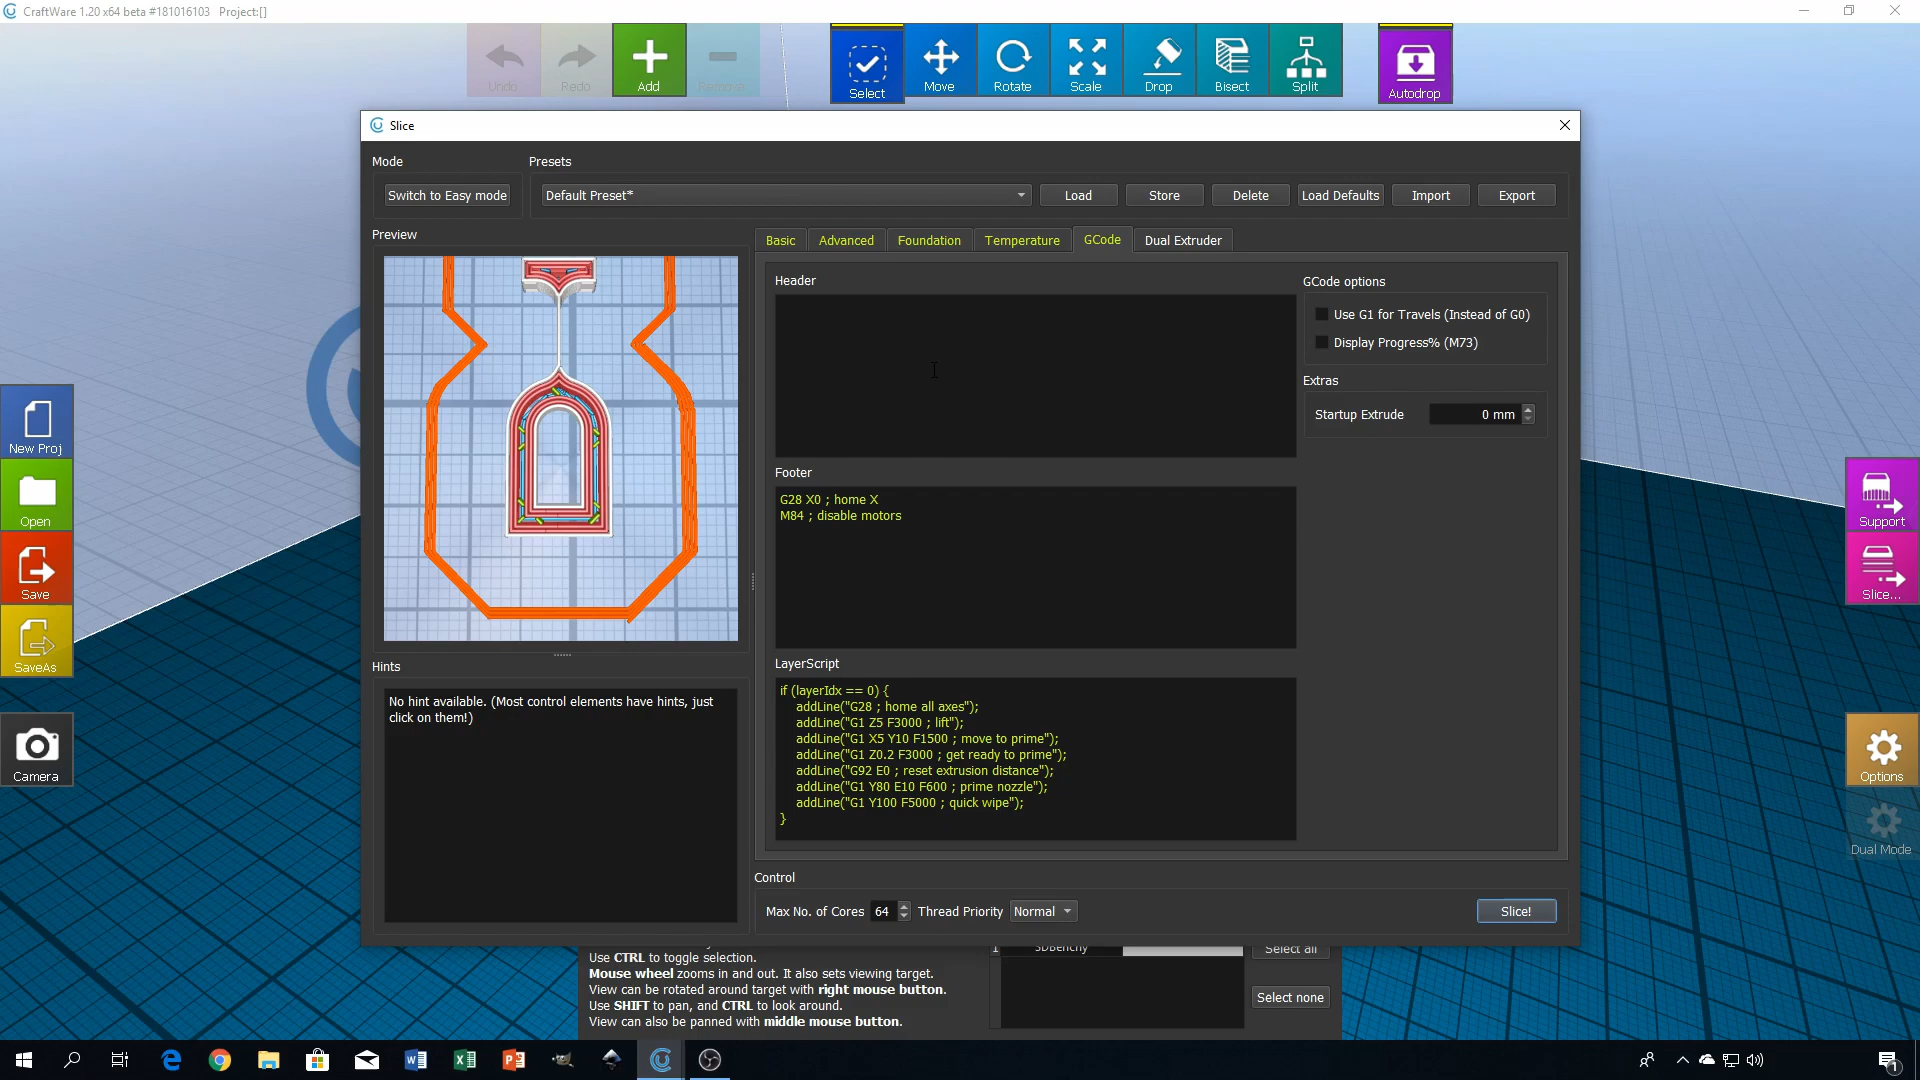 CraftWare 1.20 x64 beta #181016103   Project:[]
Undo
Redo
Add
Remove
Select
Move
Rotate
Scale
Drop
Bisect
Split
Autodrop
Slice
Mode
Presets
Switch to Easy mode
Default Preset*
Load
Store
Delete
Load Defaults
Import
Export
Preview
Basic
Advanced
Foundation
Temperature
GCode
Dual Extruder
Header
GCode options
Use G1 for Travels (Instead of G0)
Display Progress% (M73)
Extras
Startup Extrude
0 mm
Footer
G28 X0 ; home X
M84 ; disable motors
LayerScript
if (layerIdx == 0) {
addLine("G28 ; home all axes");
addLine("G1 Z5 F3000 ; lift");
addLine("G1 X5 Y10 F1500 ; move to prime");
addLine("G1 Z0.2 F3000 ; get ready to prime");
addLine("G92 E0 ; reset extrusion distance");
addLine("G1 Y80 E10 F600 ; prime nozzle");
addLine("G1 Y100 F5000 ; quick wipe");
}
Hints
No hint available. (Most control elements have hints, just
click on them!)
Control
Max No. of Cores
64
Thread Priority
Normal
Slice!
New Proj
Open
Save
SaveAs
Camera
Support
Slice...
Options
Dual Mode
Use CTRL to toggle selection.
Mouse wheel zooms in and out. It also sets viewing target.
View can be rotated around target with right mouse button.
Use SHIFT to pan, and CTRL to look around.
View can also be panned with middle mouse button.
1
3DBenchy
Select all
Select none
1